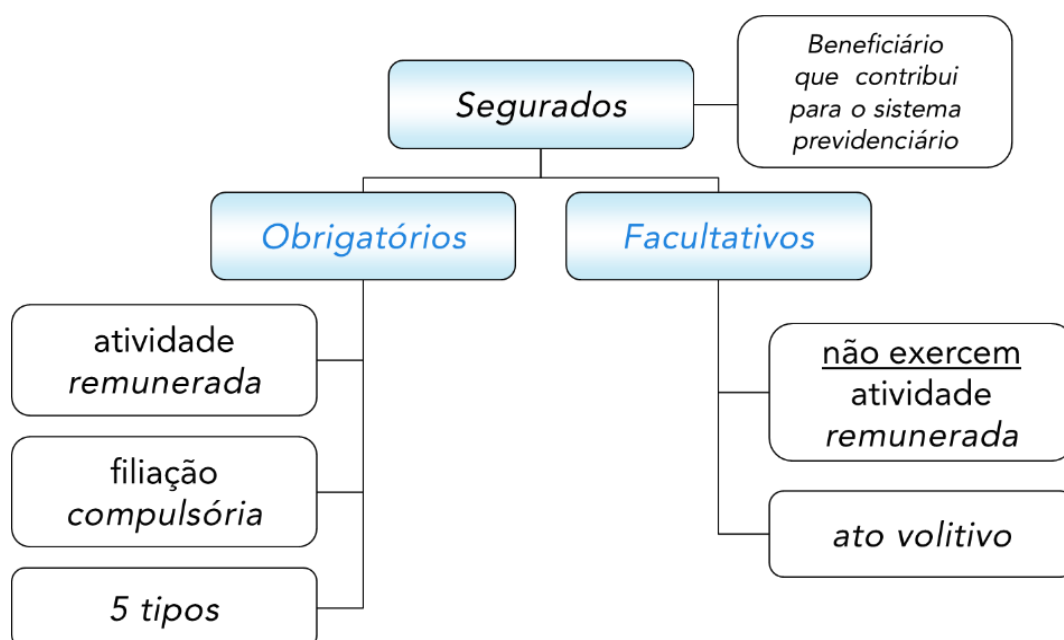 Segurados
Beneficiário
que contribui
para o sistema
previdenciário
Obrigatórios
Facultativos
atividade
remunerada
filiação
compulsória
5 tipos
não exercem
atividade
remunerada
ato volitivo